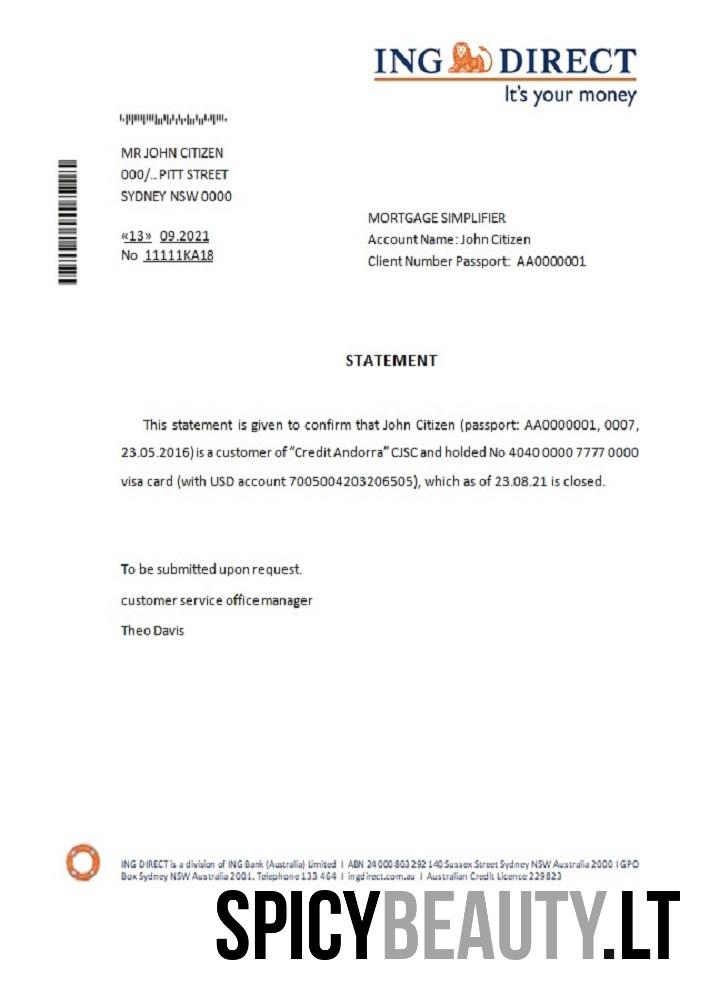 ING DIRECT
It's your money
MR JOHN CITIZEN
000/.. PITT STREET
SYDNEY NSW 0000
«13» 09.2021
No 11111KA18
MORTGAGE SIMPLIFIER
Account Name: John Citizen
Client Number Passport: AA0000001
STATEMENT
This statement is given to confirm that John Citizen (passport: AA0000001, 0007,
23.05.2016) is a customer of "Credit Andorra" CJSC and holded No 4040 0000 7777 0000
visa card (with USD account 7005004203206505), which as of 23.08.21 is closed.
To be submitted upon request.
customer service office manager
Theo Davis
ING DIRECT is a division of ING Bank (Australia) Limited I ABN 24 000 803 292 140 Sussex Street Sydney NSW Australia 2000 I GPO
Box Sydney NSW Australia 2001. Telephone 133 464 I ingdirect.com.au I Australian Credit Licence 229823
SPICYBEAUTY.LT